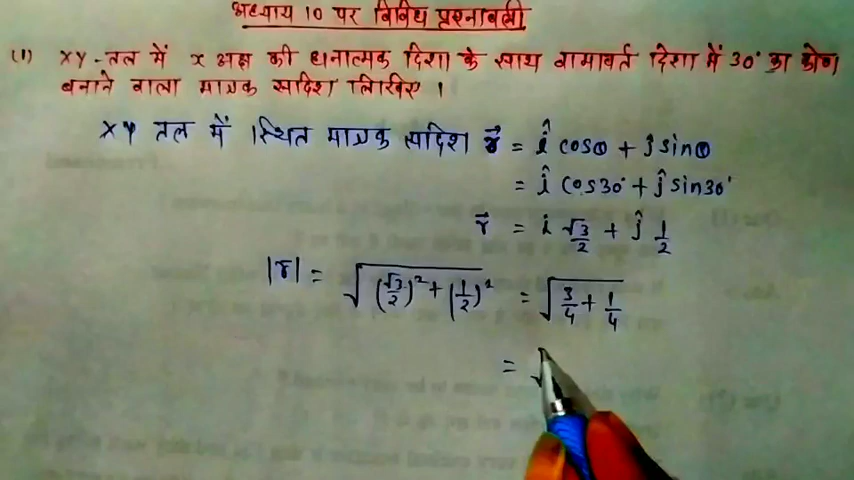 अध्याय 10 पर विविध प्रश्नावली
(1) XY-तल में x अक्ष की धनात्मक दिशा के साथ वामावर्त दिशा में 30° का कोण
बनाने वाला मात्रक सदिश लिखिए ।
XY तल में स्थित मात्रक सदिश r⃗ = î cosθ + ĵ sinθ
= î cos30° + ĵ sin30°
r⃗ = î √3/2 + ĵ 1/2
|r⃗| = √((√3/2)² + (1/2)²) = √(3/4 + 1/4)
= √